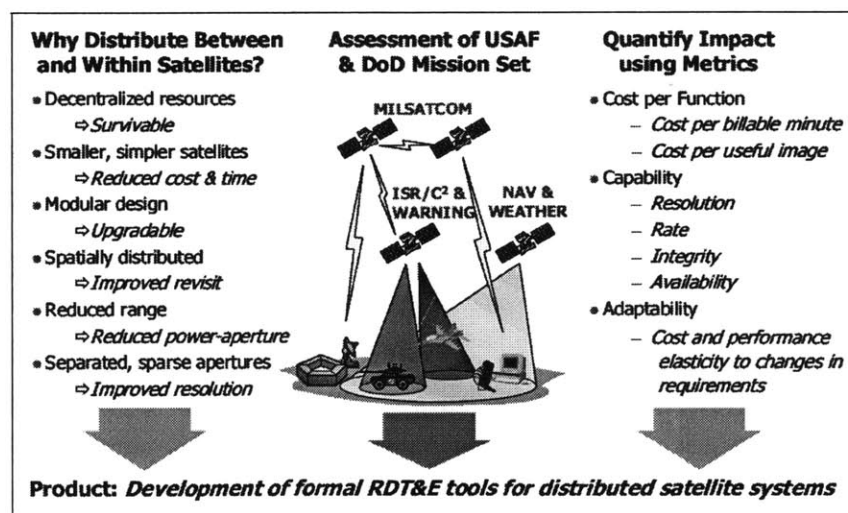 Why Distribute Between
and Within Satellites?
• Decentralized resources
⇨Survivable
• Smaller, simpler satellites
⇨Reduced cost & time
• Modular design
⇨Upgradable
• Spatially distributed
⇨Improved revisit
• Reduced range
⇨Reduced power-aperture
• Separated, sparse apertures
⇨Improved resolution
Assessment of USAF
& DoD Mission Set
MILSATCOM
ISR/C² &
WARNING
NAV &
WEATHER
Quantify Impact
using Metrics
• Cost per Function
– Cost per billable minute
– Cost per useful image
• Capability
– Resolution
– Rate
– Integrity
– Availability
• Adaptability
– Cost and performance
elasticity to changes in
requirements
Product: Development of formal RDT&E tools for distributed satellite systems